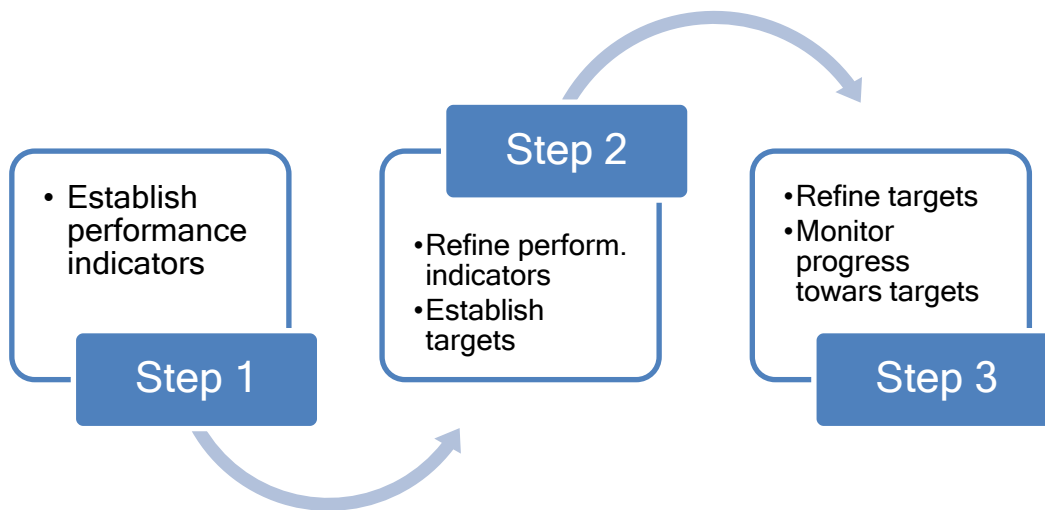 • Establish
performance
indicators
Step 1
Step 2
•Refine perform.
indicators
•Establish
targets
•Refine targets
•Monitor
progress
towars targets
Step 3